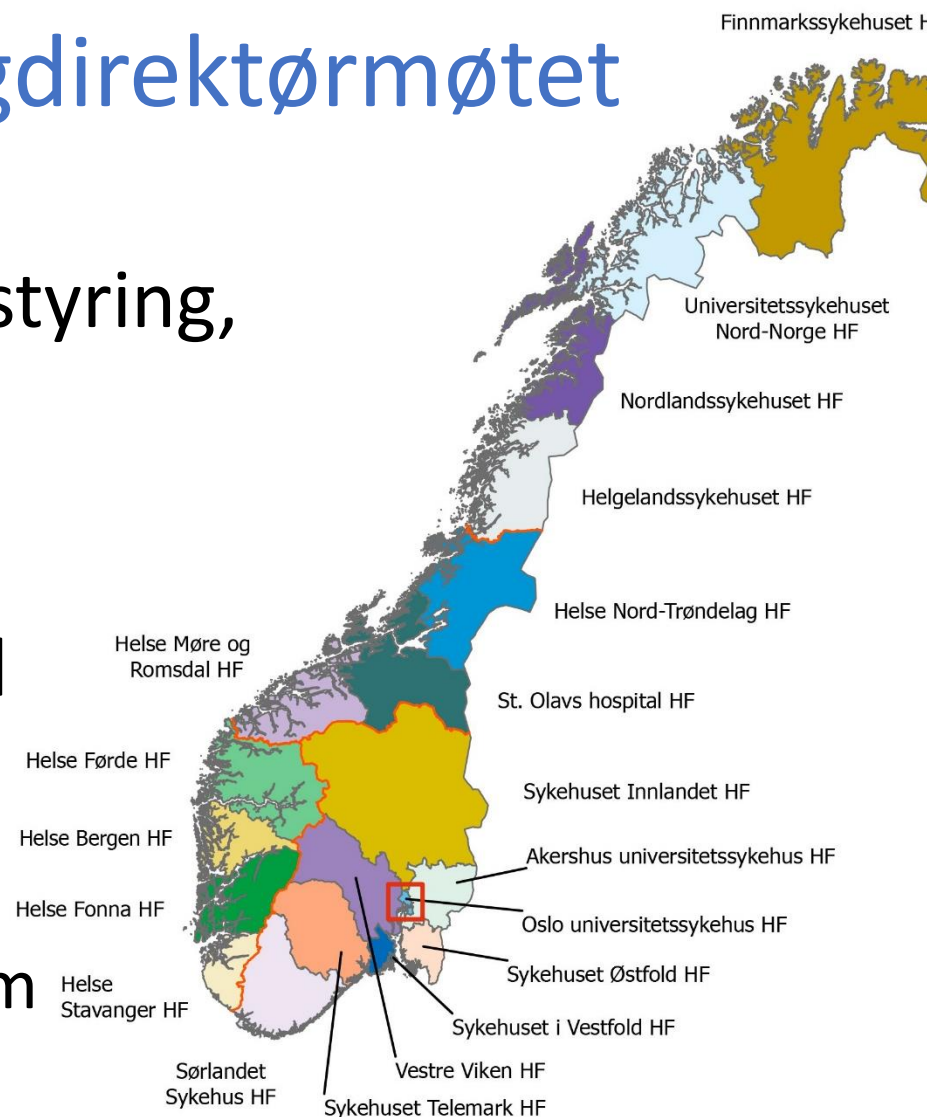 gdirektørmøtet
styring,
m
Finnmarkssykehuset H
Universitetssykehuset
Nord-Norge HF
Nordlandssykehuset HF
Helgelandssykehuset HF
Helse Nord-Trøndelag HF
Helse Møre og
Romsdal HF
St. Olavs hospital HF
Helse Førde HF
Sykehuset Innlandet HF
Helse Bergen HF
Akershus universitetssykehus HF
Helse Fonna HF
Oslo universitetssykehus HF
Sykehuset Østfold HF
Helse
Stavanger HF
Sykehuset i Vestfold HF
Vestre Viken HF
Sørlandet
Sykehus HF
Sykehuset Telemark HF